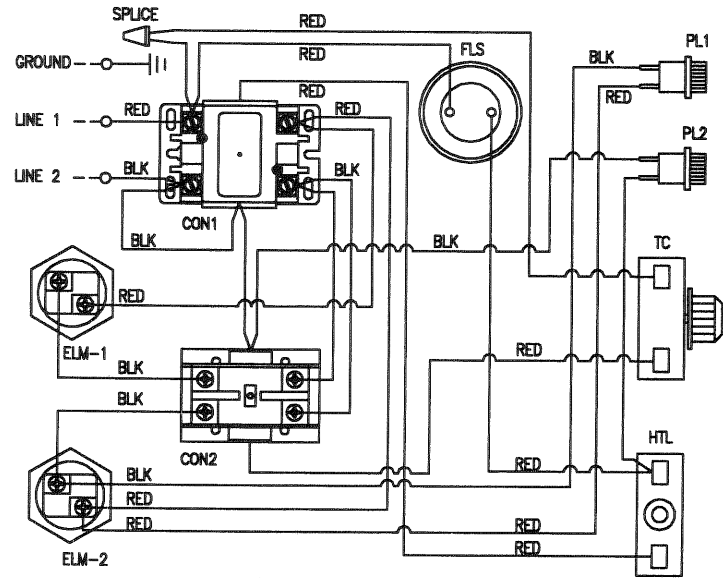 SPLICE
RED
RED
FLS
PL1
BLK
GROUND
RED
RED
RED
RED
LINE 1
PL2
BLK
BLK
LINE 2
CON1
BLK
BLK
TC
RED
ELM-1
RED
BLK
BLK
HTL
CON2
RED
BLK
RED
RED
RED
RED
ELM-2